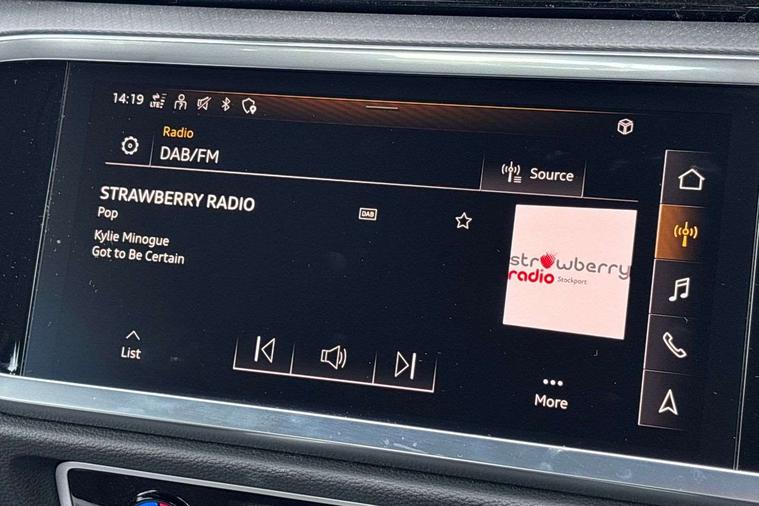 14:19 LTE
Radio
DAB/FM
Source
STRAWBERRY RADIO
Pop
DAB
Kylie Minogue
Got to Be Certain
strawberry
radio Stockport
List
More